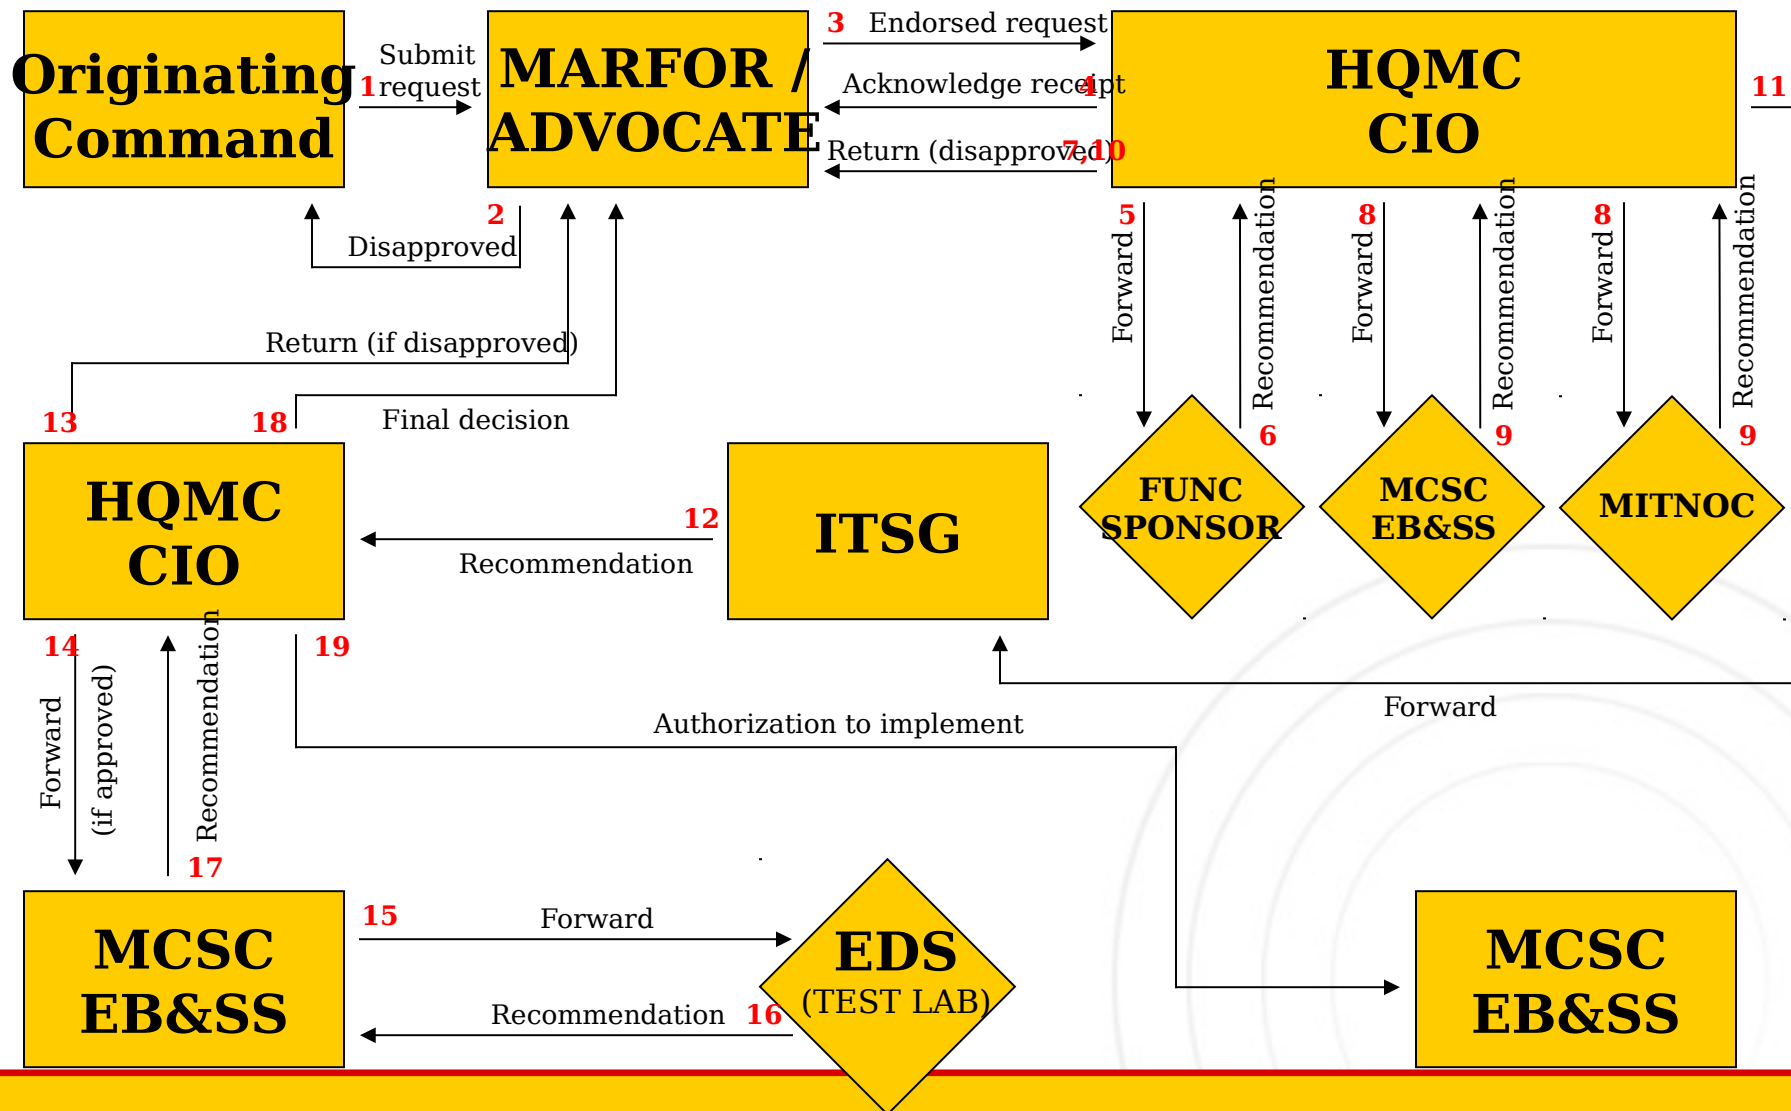 Originating
Command
1
Submit
request
MARFOR /
ADVOCATE
3 Endorsed request
Acknowledge receipt
4
Return (disapproved)
7,10
HQMC
CIO
11
2
Disapproved
5
Forward
Recommendation
8
Forward
Recommendation
8
Forward
Recommendation
Return (if disapproved)
13
18
Final decision
6
9
9
HQMC
CIO
12
Recommendation
ITSG
FUNC
SPONSOR
MCSC
EB&SS
MITNOC
14
19
Forward
(if approved)
Recommendation
17
Forward
Authorization to implement
MCSC
EB&SS
15
Forward
Recommendation
16
EDS
(TEST LAB)
MCSC
EB&SS